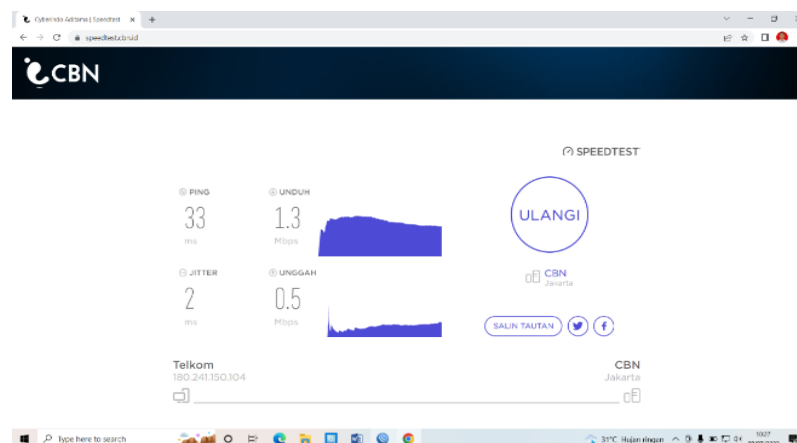 Cyberindo Aditama | Speedtest
speedtest.cbn.id
CBN
SPEEDTEST
PING
33
ms
UNDUH
1.3
Mbps
ULANGI
JITTER
2
ms
UNGGAH
0.5
Mbps
CBN
Jakarta
SALIN TAUTAN
Telkom
180.241.150.104
CBN
Jakarta
Type here to search
31°C Hujan ringan
10:27